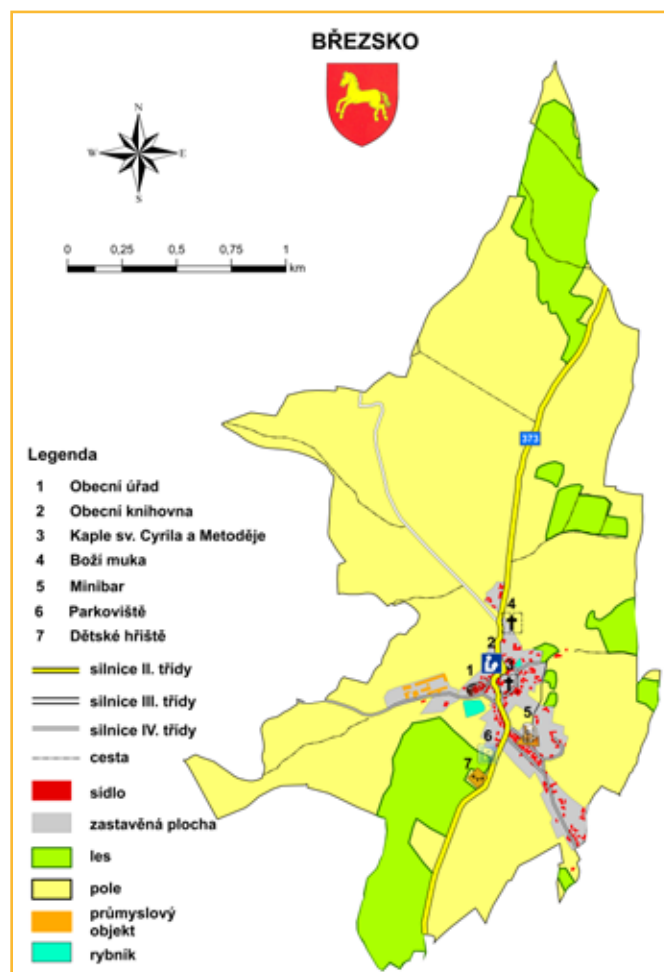 BŘEZSKO
N
W E
S
0 0,25 0,5 0,75 1
km
373
Legenda
1 Obecní úřad
2 Obecní knihovna
3 Kaple sv. Cyrila a Metoděje
4 Boží muka
5 Minibar
6 Parkoviště
7 Dětské hřiště
silnice II. třídy
silnice III. třídy
silnice IV. třídy
cesta
sídlo
zastavěná plocha
les
pole
průmyslový
objekt
rybník
4
2
3
1
5
6
7